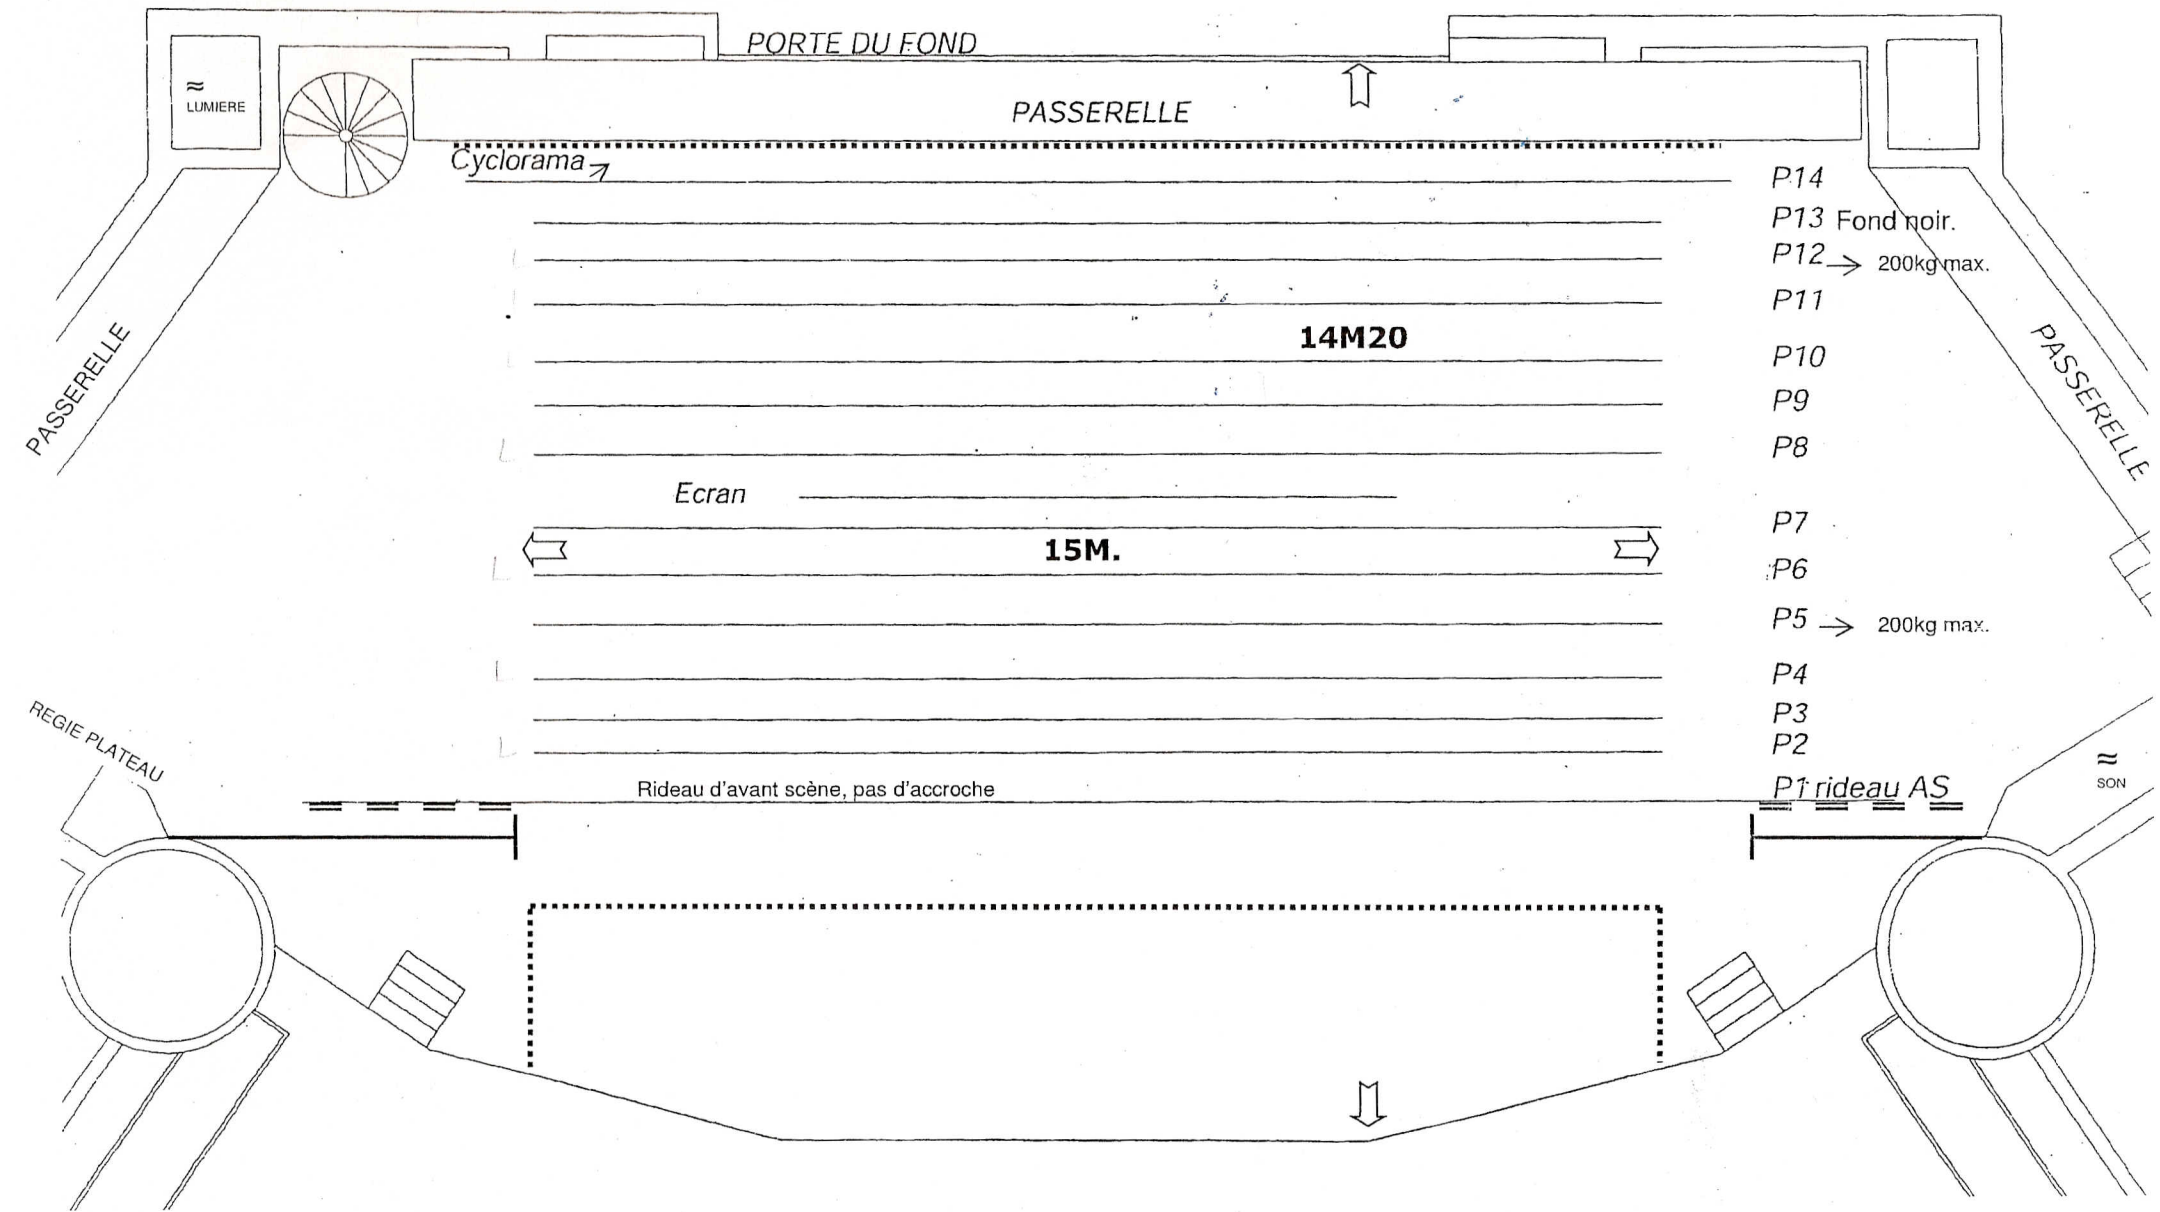 PORTE DU FOND
≈
LUMIERE
PASSERELLE
Cyclorama
P14
P13 Fond noir.
P12 → 200kg max.
P11
14M20
PASSERELLE
PASSERELLE
P10
P9
P8
Ecran
P7
15M.
P6
P5 → 200kg max.
P4
REGIE PLATEAU
P3
P2
≈
SON
Rideau d'avant scène, pas d'accroche
P1 rideau AS